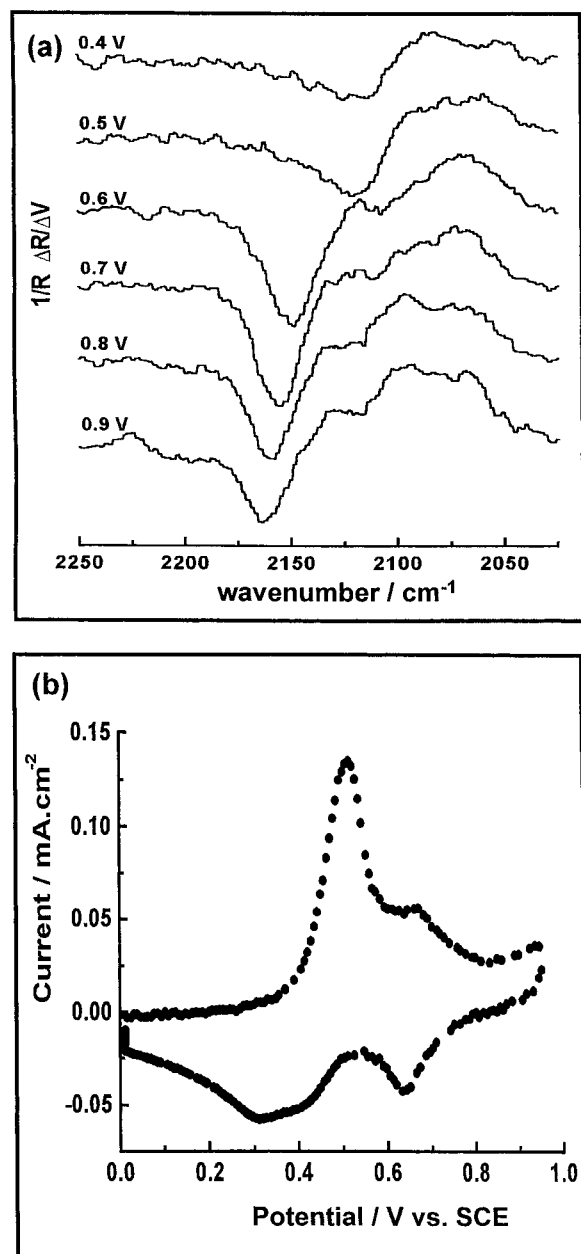 (a)
0.4 V
0.5 V
0.6 V
0.7 V
0.8 V
0.9 V
1/R ΔR/ΔV
2250 2200 2150 2100 2050
wavenumber / cm-1
(b)
0.15
0.10
0.05
0.00
-0.05
Current / mA.cm-2
0.0 0.2 0.4 0.6 0.8 1.0
Potential / V vs. SCE